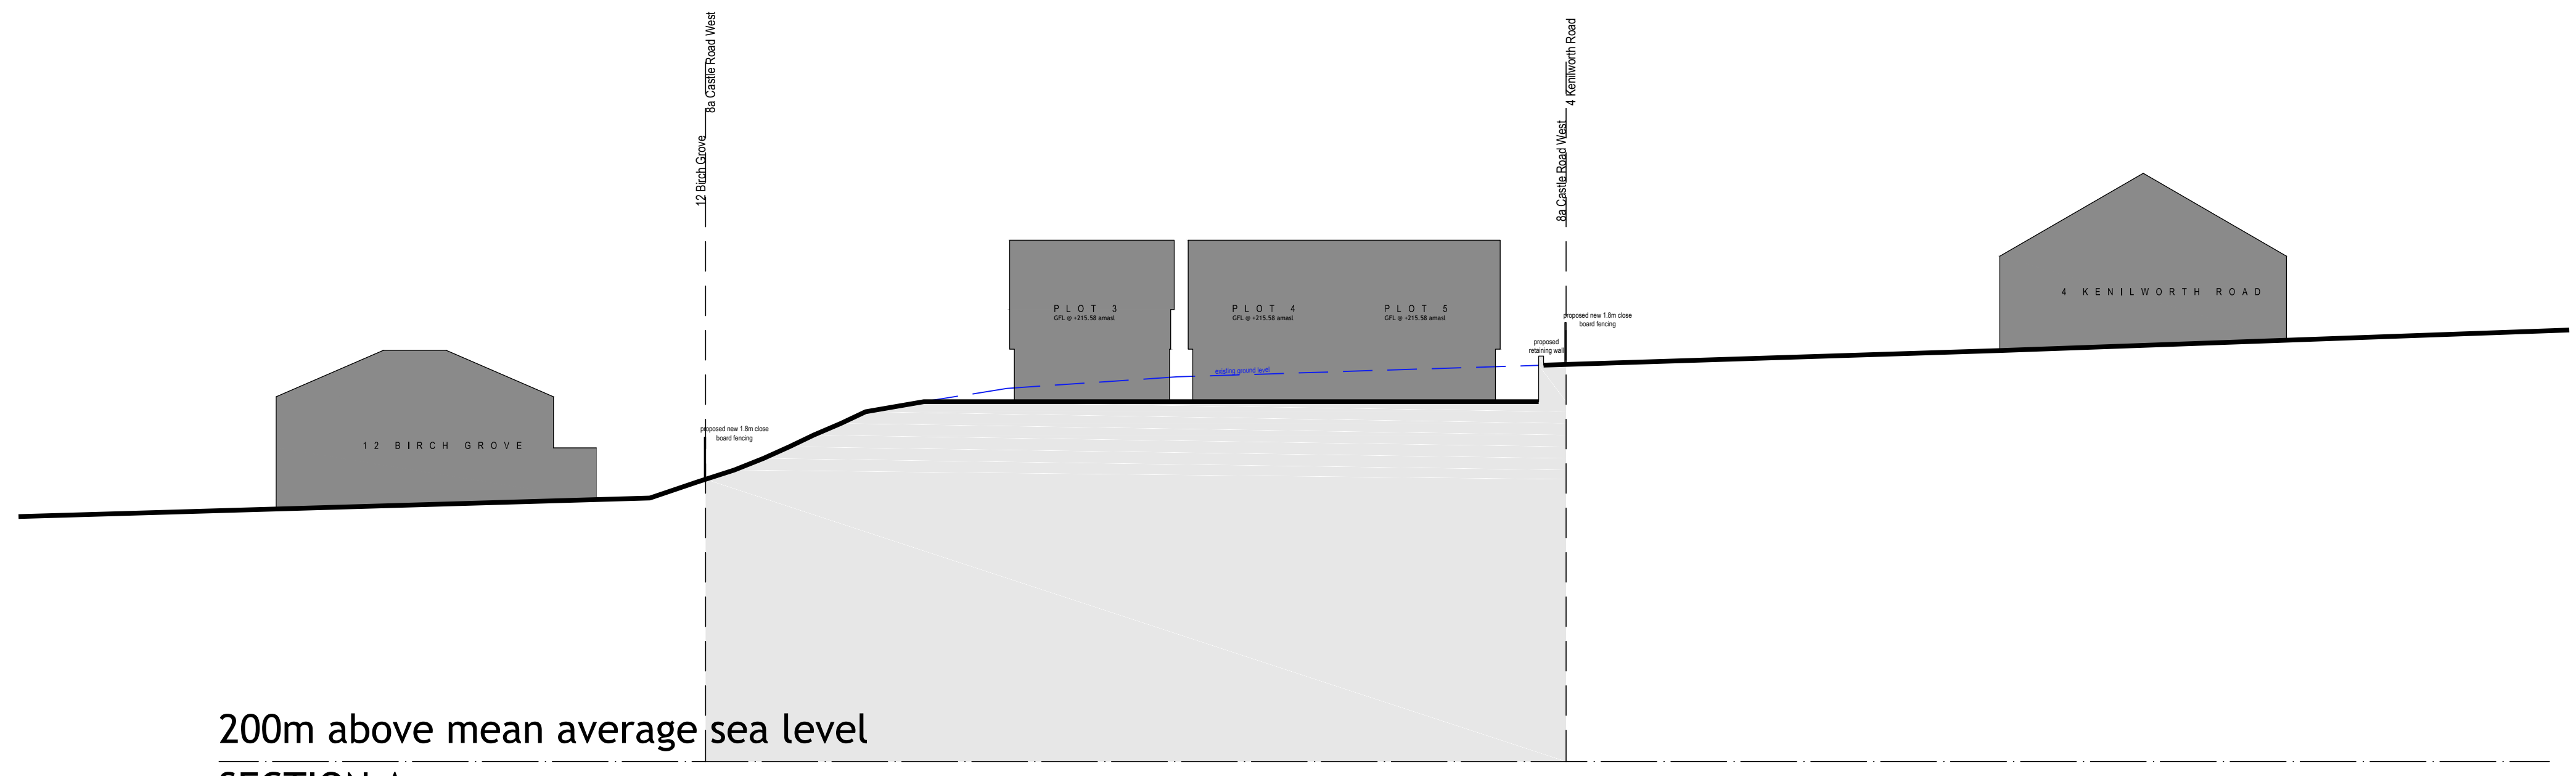 8a Castle Road West
12 Birch Grove
4 Kenilworth Road
8a Castle Road West
PLOT 3
GFL @ +215.58 amasl
PLOT 4
GFL @ +215.58 amasl
PLOT 5
GFL @ +215.58 amasl
4 KENILWORTH ROAD
proposed new 1.8m close
board fencing
proposed
retaining wall
existing ground level
proposed new 1.8m close
board fencing
12 BIRCH GROVE
200m above mean average sea level
SECTION A